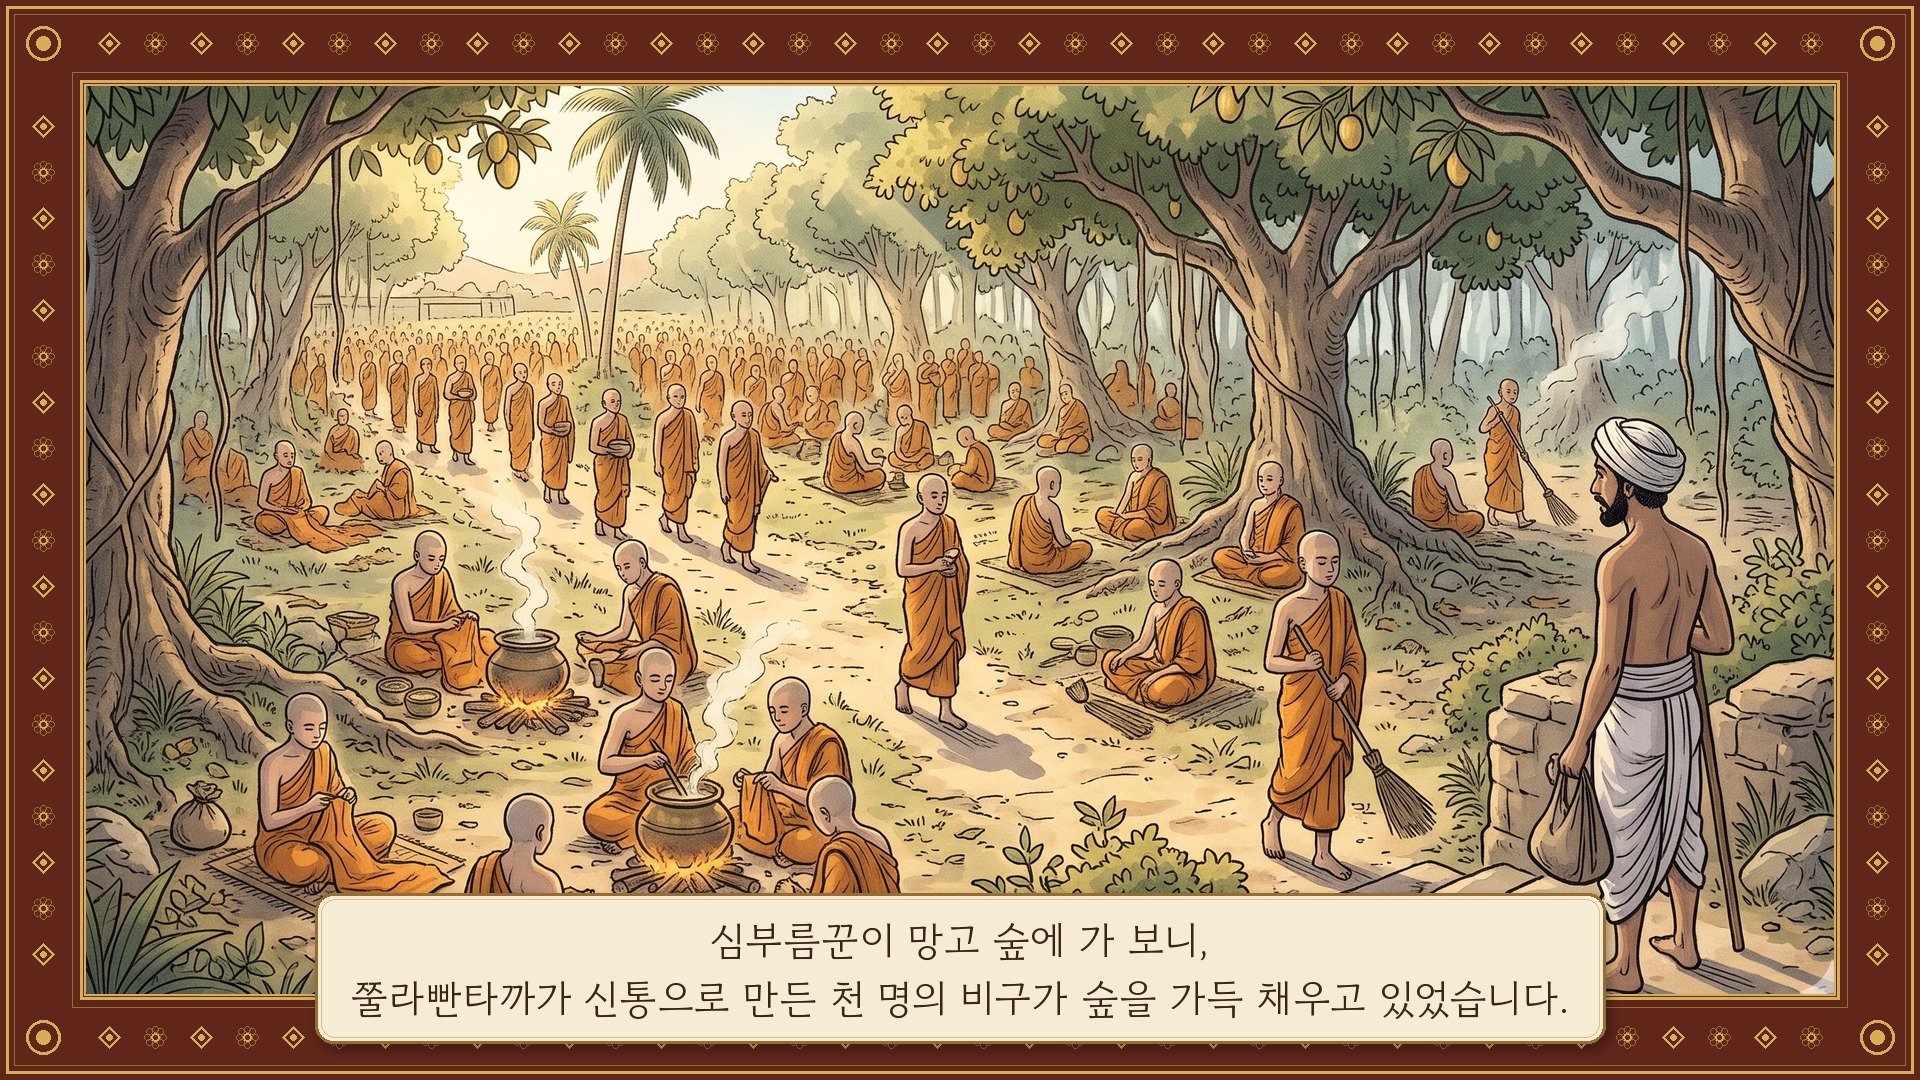 심부름꾼이 망고 숲에 가 보니,
쭐라빤타까가 신통으로 만든 천 명의 비구가 숲을 가득 채우고 있었습니다.